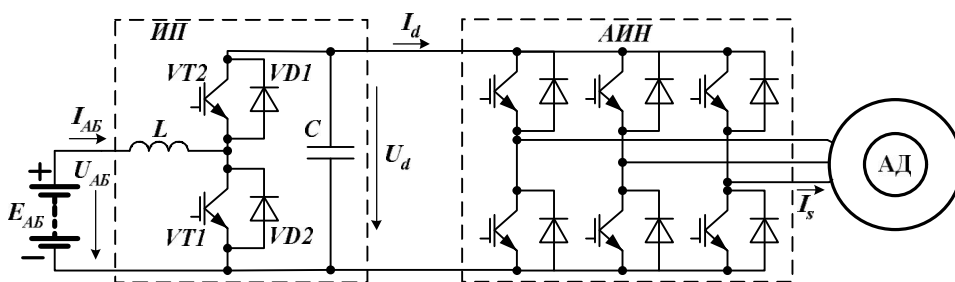 ИП
I_d
АИН
VT2
VD1
I_АБ
L
C
U_d
U_АБ
АД
+
E_АБ
I_s
VT1
VD2
−